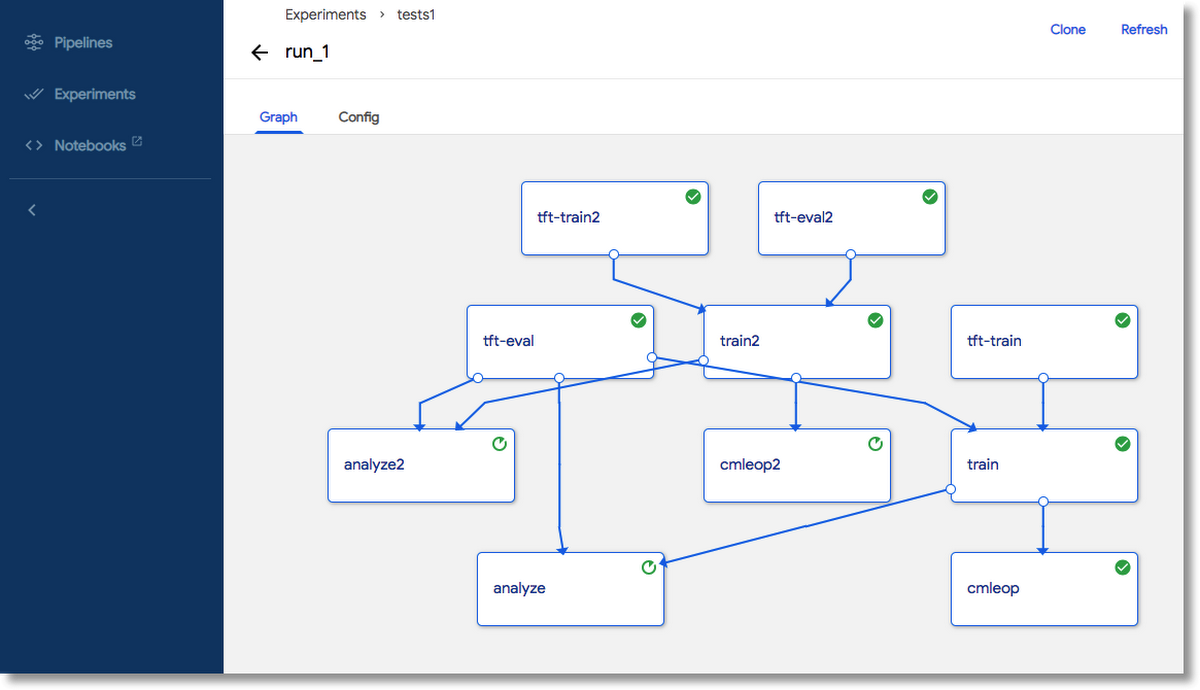 Pipelines
Experiments
Notebooks
Experiments › tests1
run_1
Clone
Refresh
Graph
Config
tft-train2
tft-eval2
tft-eval
train2
tft-train
analyze2
cmleop2
train
analyze
cmleop